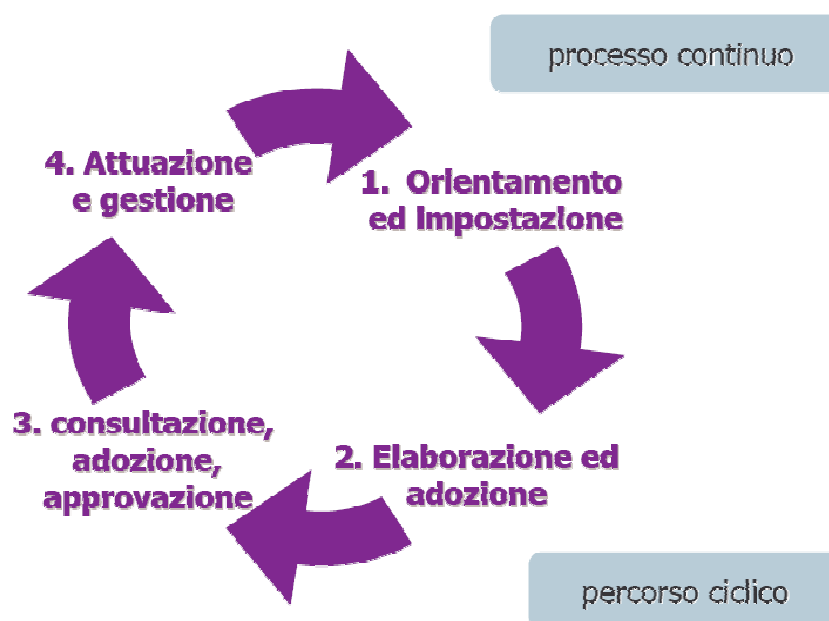 processo continuo
4. Attuazione
e gestione
1. Orientamento
ed impostazione
3. consultazione,
adozione,
approvazione
2. Elaborazione ed
adozione
percorso ciclico